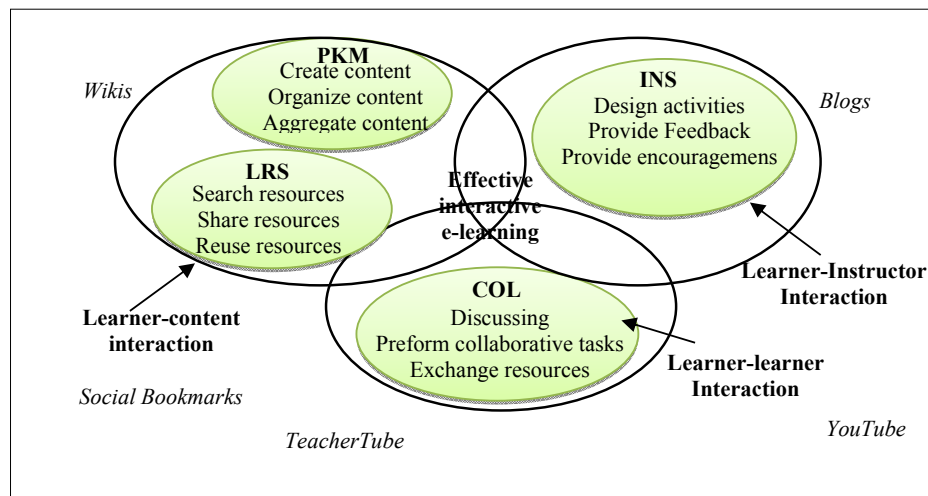 PKM
Create content
Organize content
Aggregate content
Wikis
INS
Design activities
Provide Feedback
Provide encouragemens
Blogs
LRS
Search resources
Share resources
Reuse resources
Effective
interactive
e-learning
Learner-Instructor
Interaction
COL
Discussing
Preform collaborative tasks
Exchange resources
Learner-content
interaction
Learner-learner
Interaction
Social Bookmarks
TeacherTube
YouTube